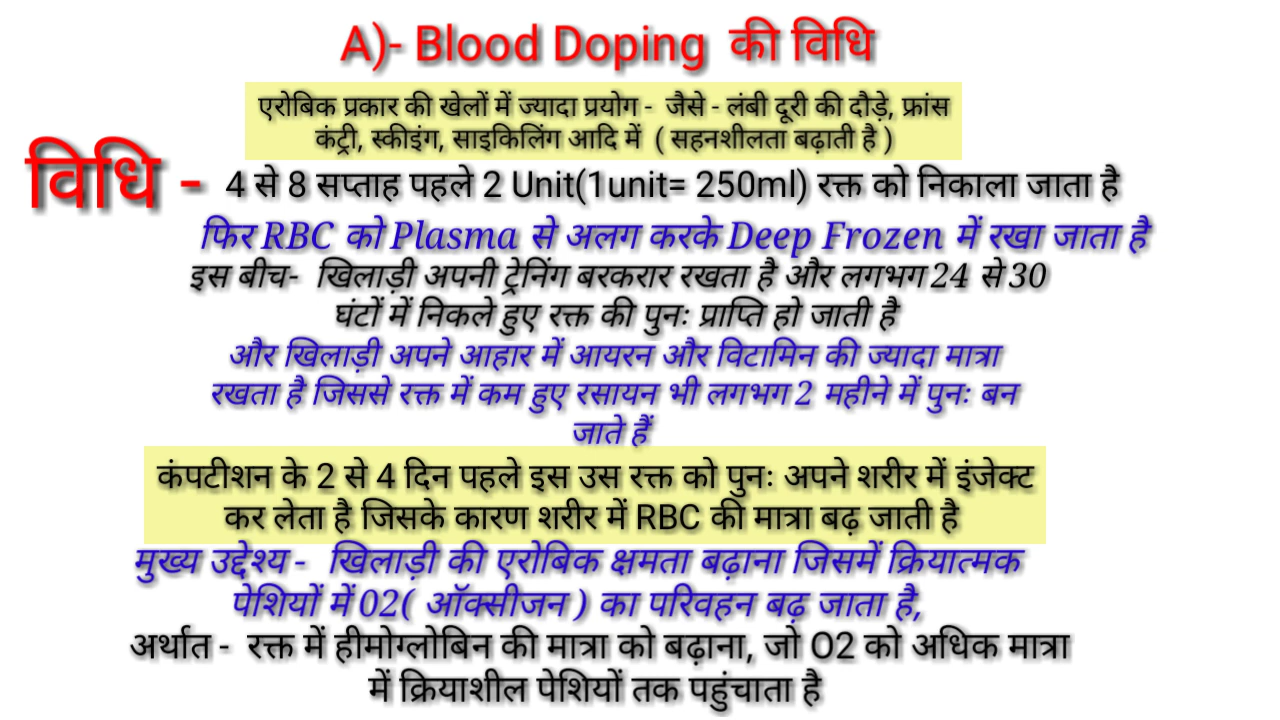 A)- Blood Doping की विधि
एरोबिक प्रकार की खेलों में ज्यादा प्रयोग - जैसे - लंबी दूरी की दौड़े, फ्रांस
कंट्री, स्कीइंग, साइकिलिंग आदि में ( सहनशीलता बढ़ाती है )
विधि - 4 से 8 सप्ताह पहले 2 Unit(1unit= 250ml) रक्त को निकाला जाता है
फिर RBC को Plasma से अलग करके Deep Frozen में रखा जाता है
इस बीच- खिलाड़ी अपनी ट्रेनिंग बरकरार रखता है और लगभग 24 से 30
घंटों में निकले हुए रक्त की पुनः प्राप्ति हो जाती है
और खिलाड़ी अपने आहार में आयरन और विटामिन की ज्यादा मात्रा
रखता है जिससे रक्त में कम हुए रसायन भी लगभग 2 महीने में पुनः बन
जाते हैं
कंपटीशन के 2 से 4 दिन पहले इस उस रक्त को पुनः अपने शरीर में इंजेक्ट
कर लेता है जिसके कारण शरीर में RBC की मात्रा बढ़ जाती है
मुख्य उद्देश्य - खिलाड़ी की एरोबिक क्षमता बढ़ाना जिसमें क्रियात्मक
पेशियों में 02( ऑक्सीजन ) का परिवहन बढ़ जाता है,
अर्थात - रक्त में हीमोग्लोबिन की मात्रा को बढ़ाना, जो O2 को अधिक मात्रा
में क्रियाशील पेशियों तक पहुंचाता है